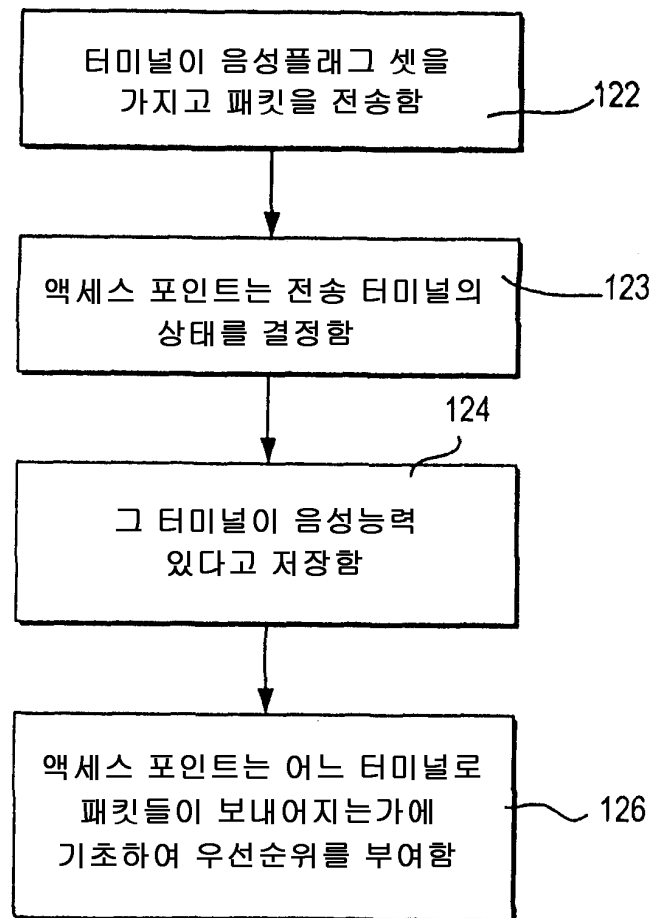 터미널이 음성플래그 셋을
가지고 패킷을 전송함
122
액세스 포인트는 전송 터미널의
상태를 결정함
123
124
그 터미널이 음성능력
있다고 저장함
액세스 포인트는 어느 터미널로
패킷들이 보내어지는가에
기초하여 우선순위를 부여함
126